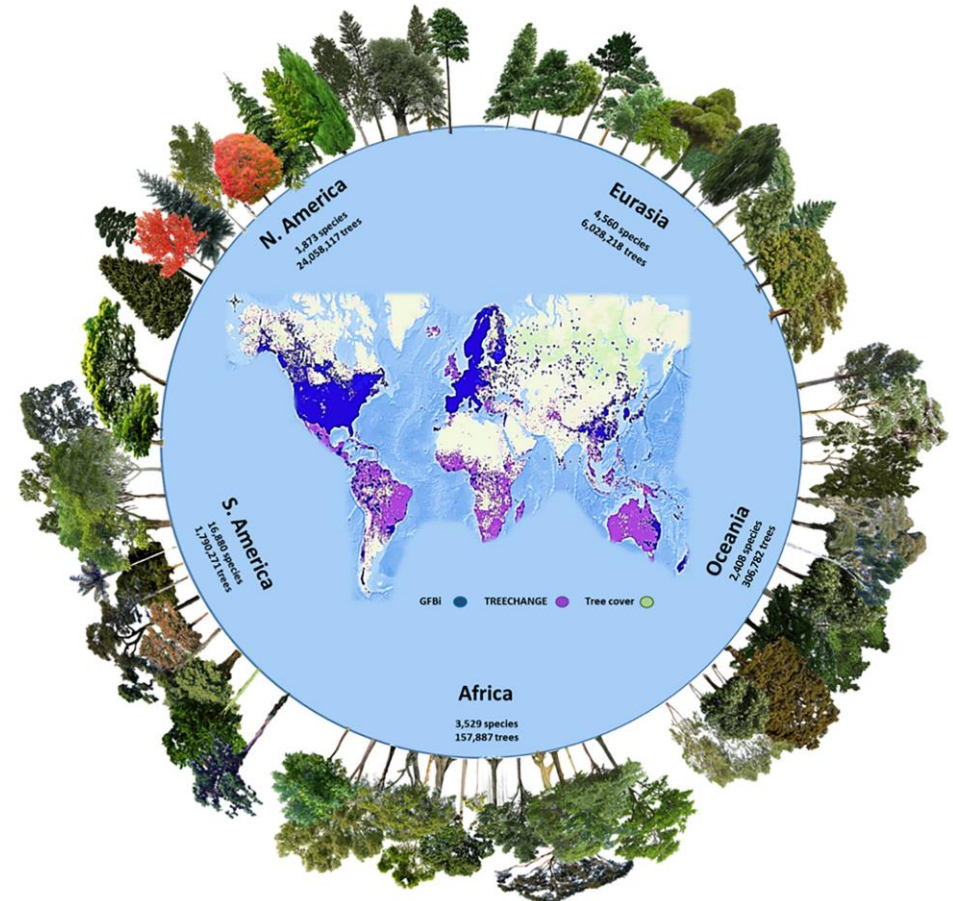 N. America
1,873 species
24,058,117 trees
Eurasia
4,560 species
6,028,218 trees
S. America
16,880 species
1,790,271 trees
Oceania
2,408 species
306,782 trees
GFBi TREECHANGE Tree cover
Africa
3,529 species
157,887 trees